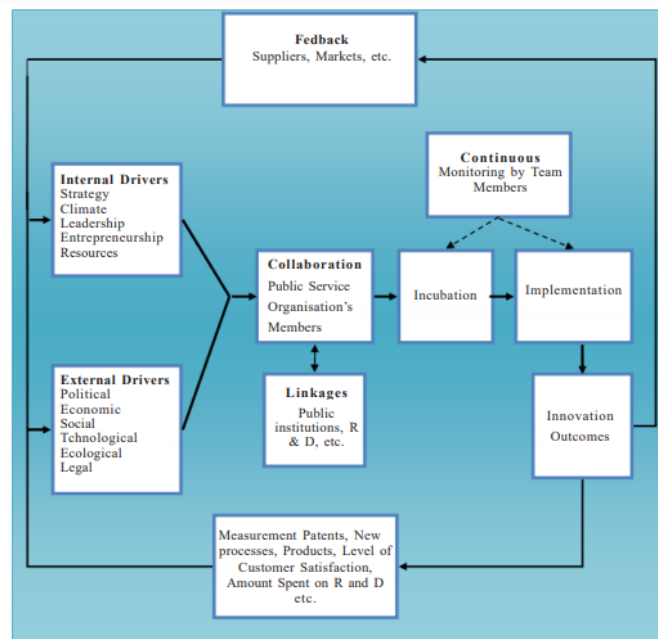 Fedback
Suppliers, Markets, etc.
Continuous
Monitoring by Team
Members
Internal Drivers
Strategy
Climate
Leadership
Entrepreneurship
Resources
Collaboration
Public Service
Organisation's
Members
Incubation
Implementation
External Drivers
Political
Economic
Social
Tchnological
Ecological
Legal
Linkages
Public
institutions, R
& D, etc.
Innovation
Outcomes
Measurement Patents, New
processes, Products, Level of
Customer Satisfaction,
Amount Spent on R and D
etc.